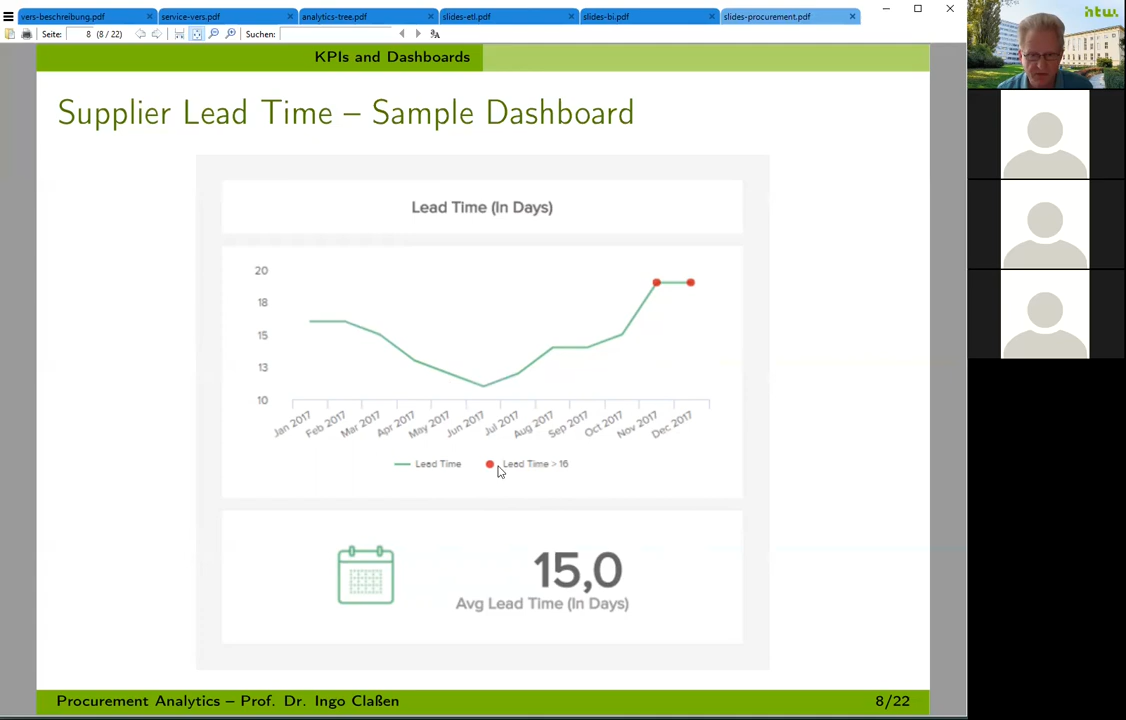 vers-beschreibung.pdf service-vers.pdf analytics-tree.pdf slides-etl.pdf slides-bi.pdf slides-procurement.pdf
Seite: 8 (8 / 22) Suchen:
htw
KPIs and Dashboards
Supplier Lead Time – Sample Dashboard
Lead Time (In Days)
20
18
15
13
10
Jan 2017 Feb 2017 Mar 2017 Apr 2017 May 2017 Jun 2017 Jul 2017 Aug 2017 Sep 2017 Oct 2017 Nov 2017 Dec 2017
Lead Time Lead Time > 16
15,0
Avg Lead Time (In Days)
Procurement Analytics – Prof. Dr. Ingo Claßen 8/22